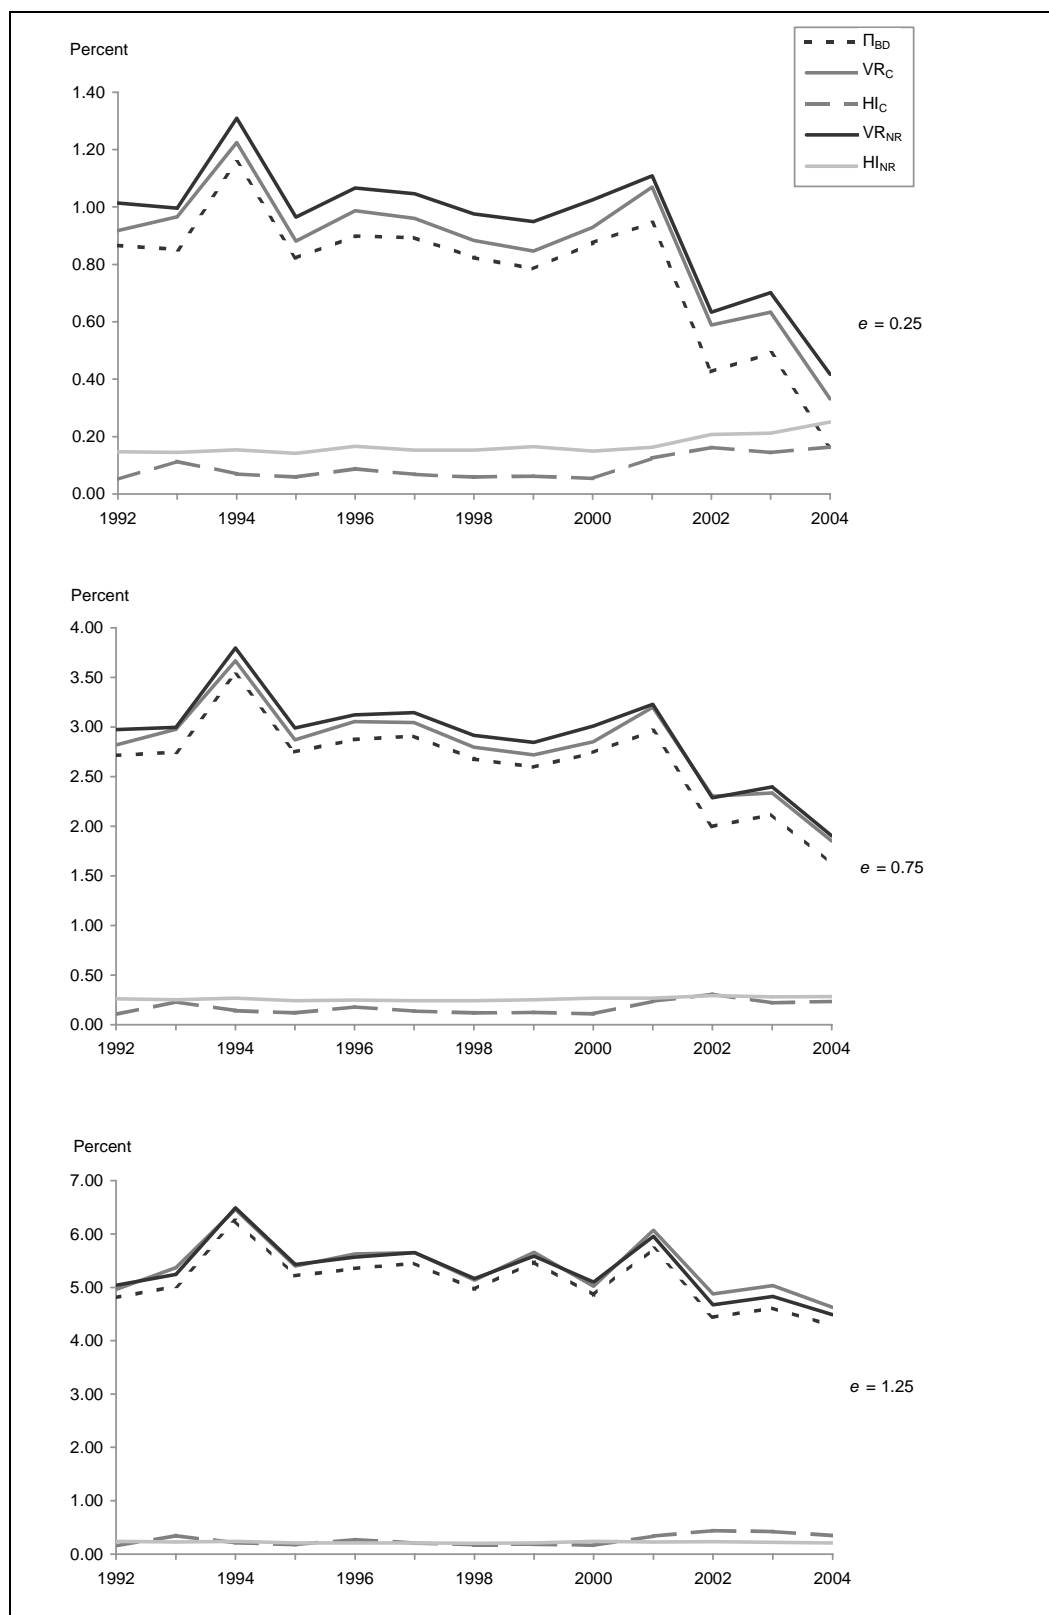 Percent
Π_BD
VR_C
HI_C
VR_NR
HI_NR
1.40
1.20
1.00
0.80
0.60
0.40
0.20
0.00
e = 0.25
1992 1994 1996 1998 2000 2002 2004
Percent
4.00
3.50
3.00
2.50
2.00
1.50
1.00
0.50
0.00
e = 0.75
1992 1994 1996 1998 2000 2002 2004
Percent
7.00
6.00
5.00
4.00
3.00
2.00
1.00
0.00
e = 1.25
1992 1994 1996 1998 2000 2002 2004